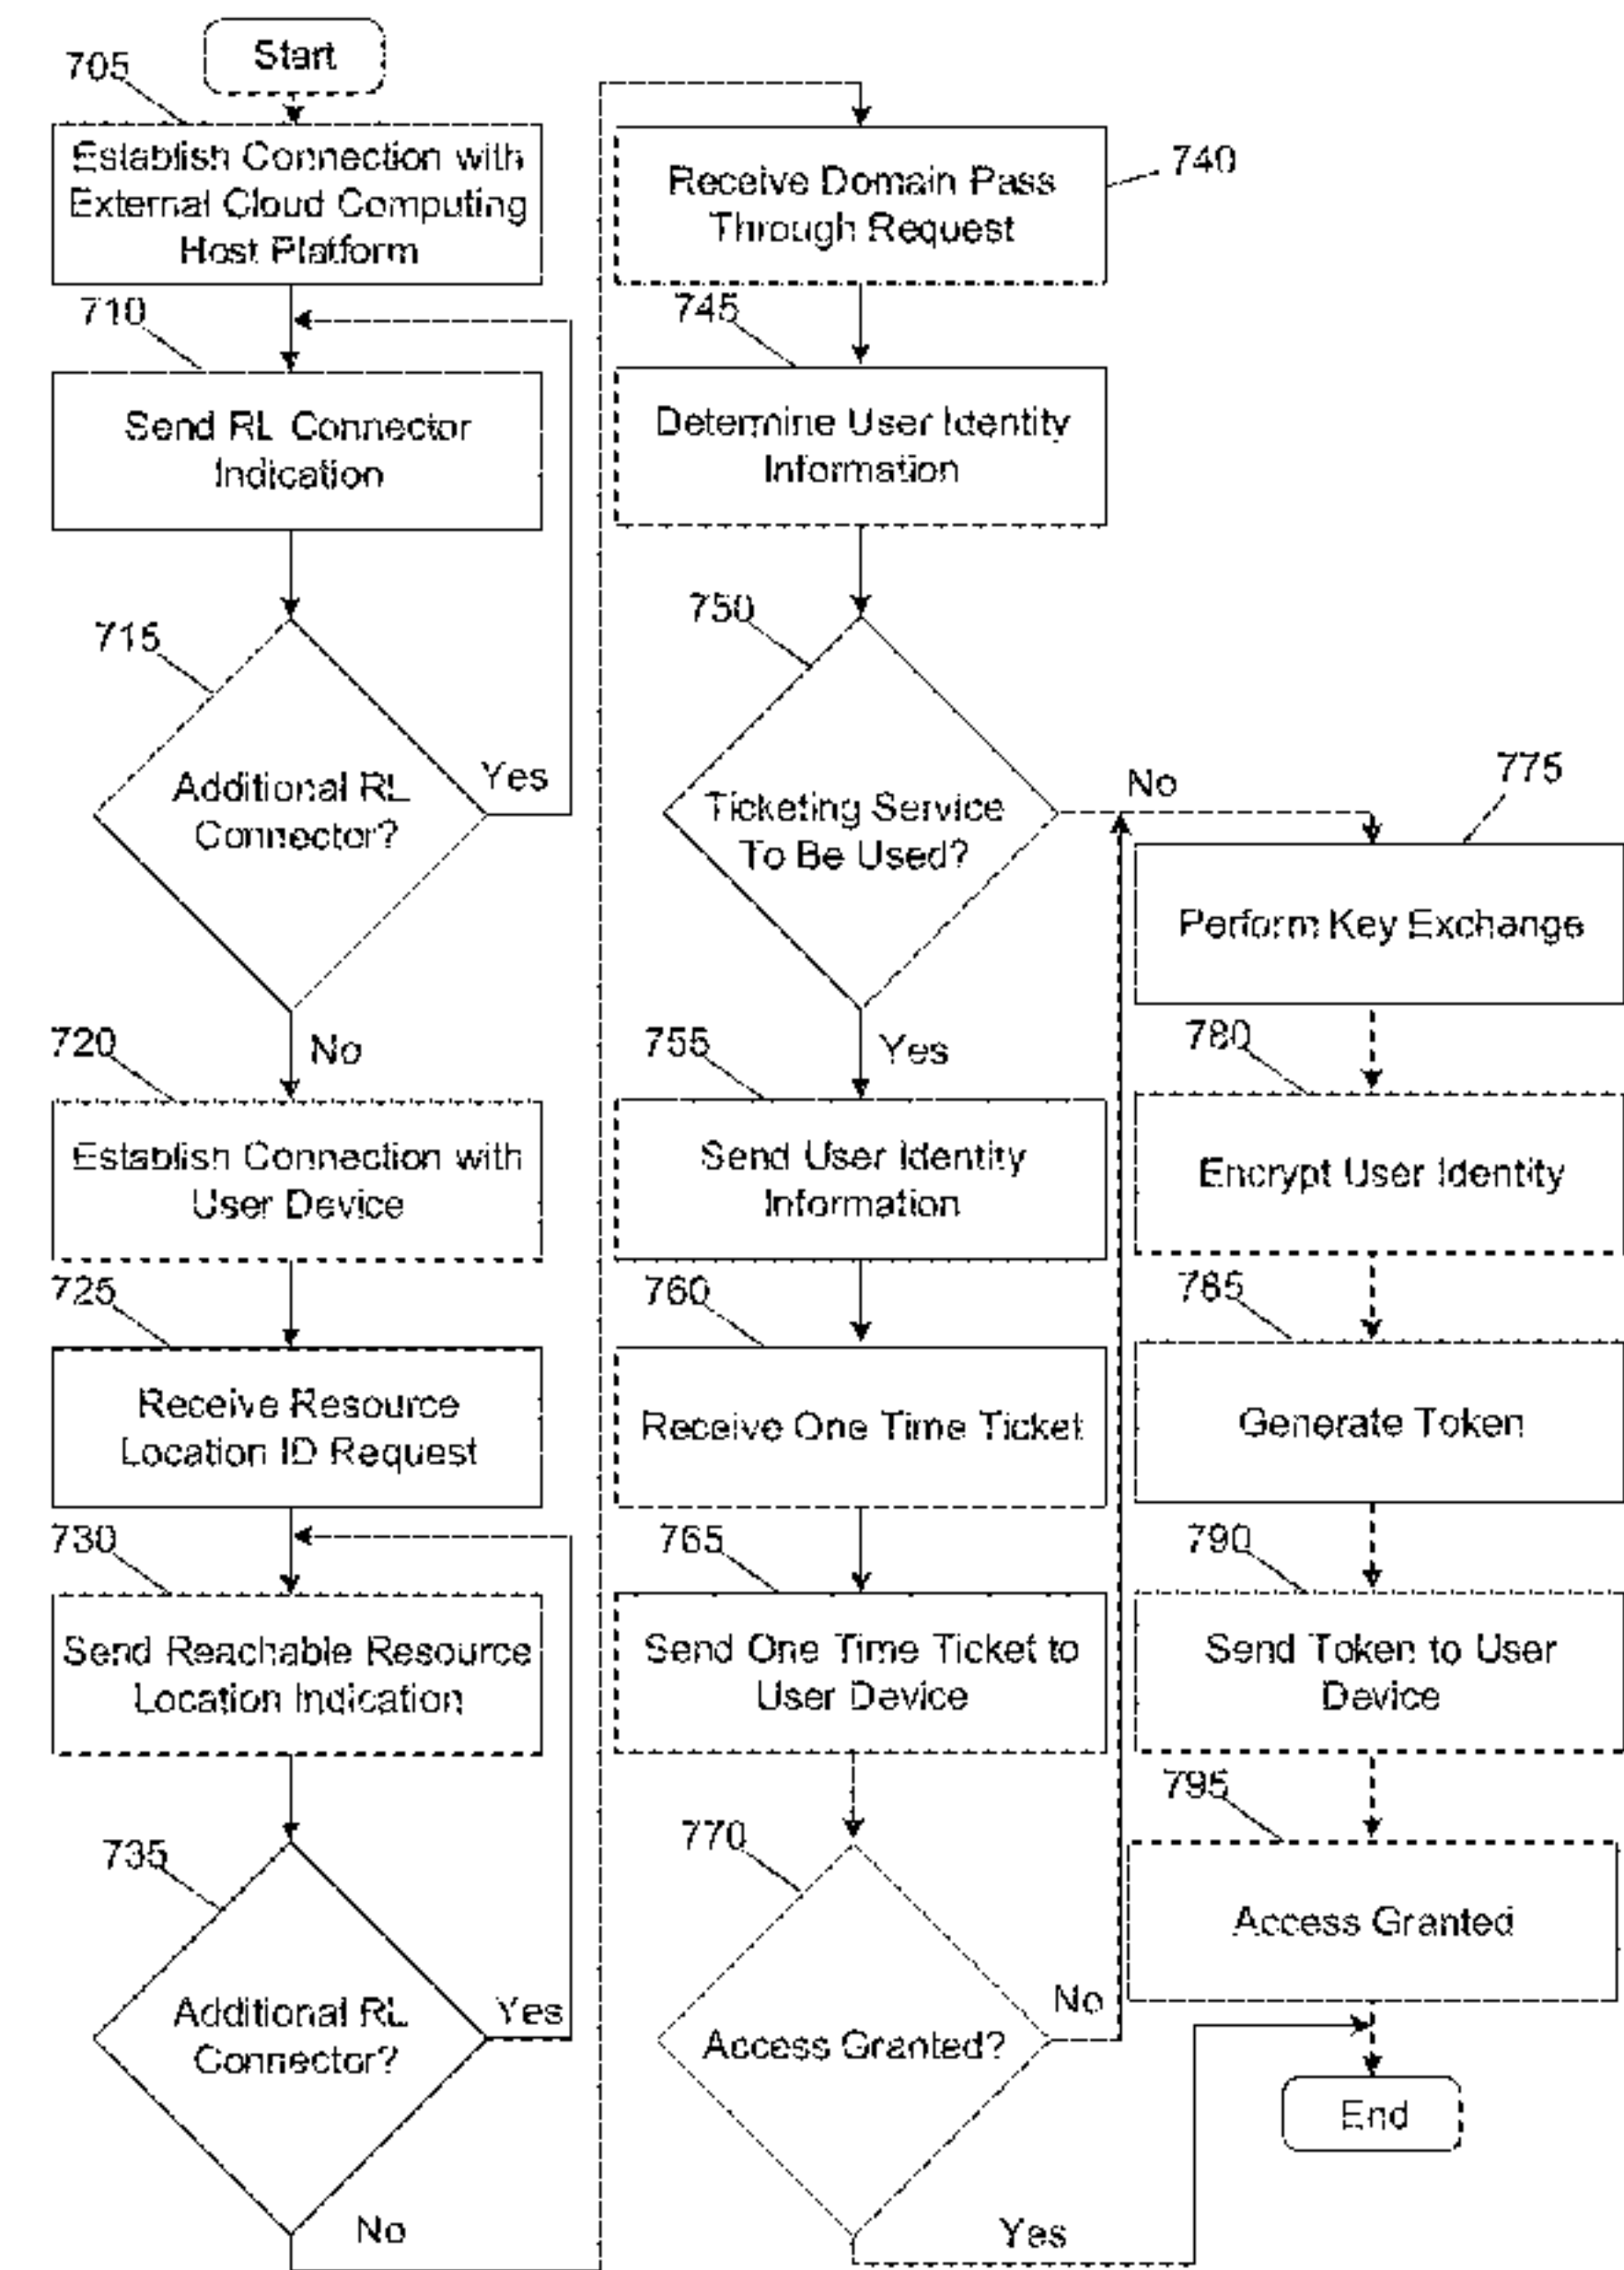 Start
705
Establish Connection with
External Cloud Computing
Host Platform
710
Send RL Connector
Indication
715
Additional RL
Connector?
Yes
No
720
Establish Connection with
User Device
725
Receive Resource
Location ID Request
730
Send Reachable Resource
Location Indication
735
Additional RL
Connector?
Yes
No
740
Receive Domain Pass
Through Request
745
Determine User Identity
Information
750
Ticketing Service
To Be Used?
No
Yes
755
Send User Identity
Information
760
Receive One Time Ticket
765
Send One Time Ticket to
User Device
770
Access Granted?
No
Yes
775
Perform Key Exchange
780
Encrypt User Identity
785
Generate Token
790
Send Token to User
Device
795
Access Granted
End